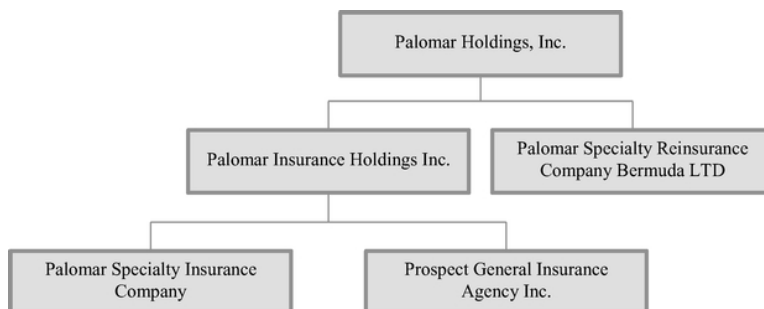 Palomar Holdings, Inc.
Palomar Insurance Holdings Inc.
Palomar Specialty Reinsurance
Company Bermuda LTD
Palomar Specialty Insurance
Company
Prospect General Insurance
Agency Inc.